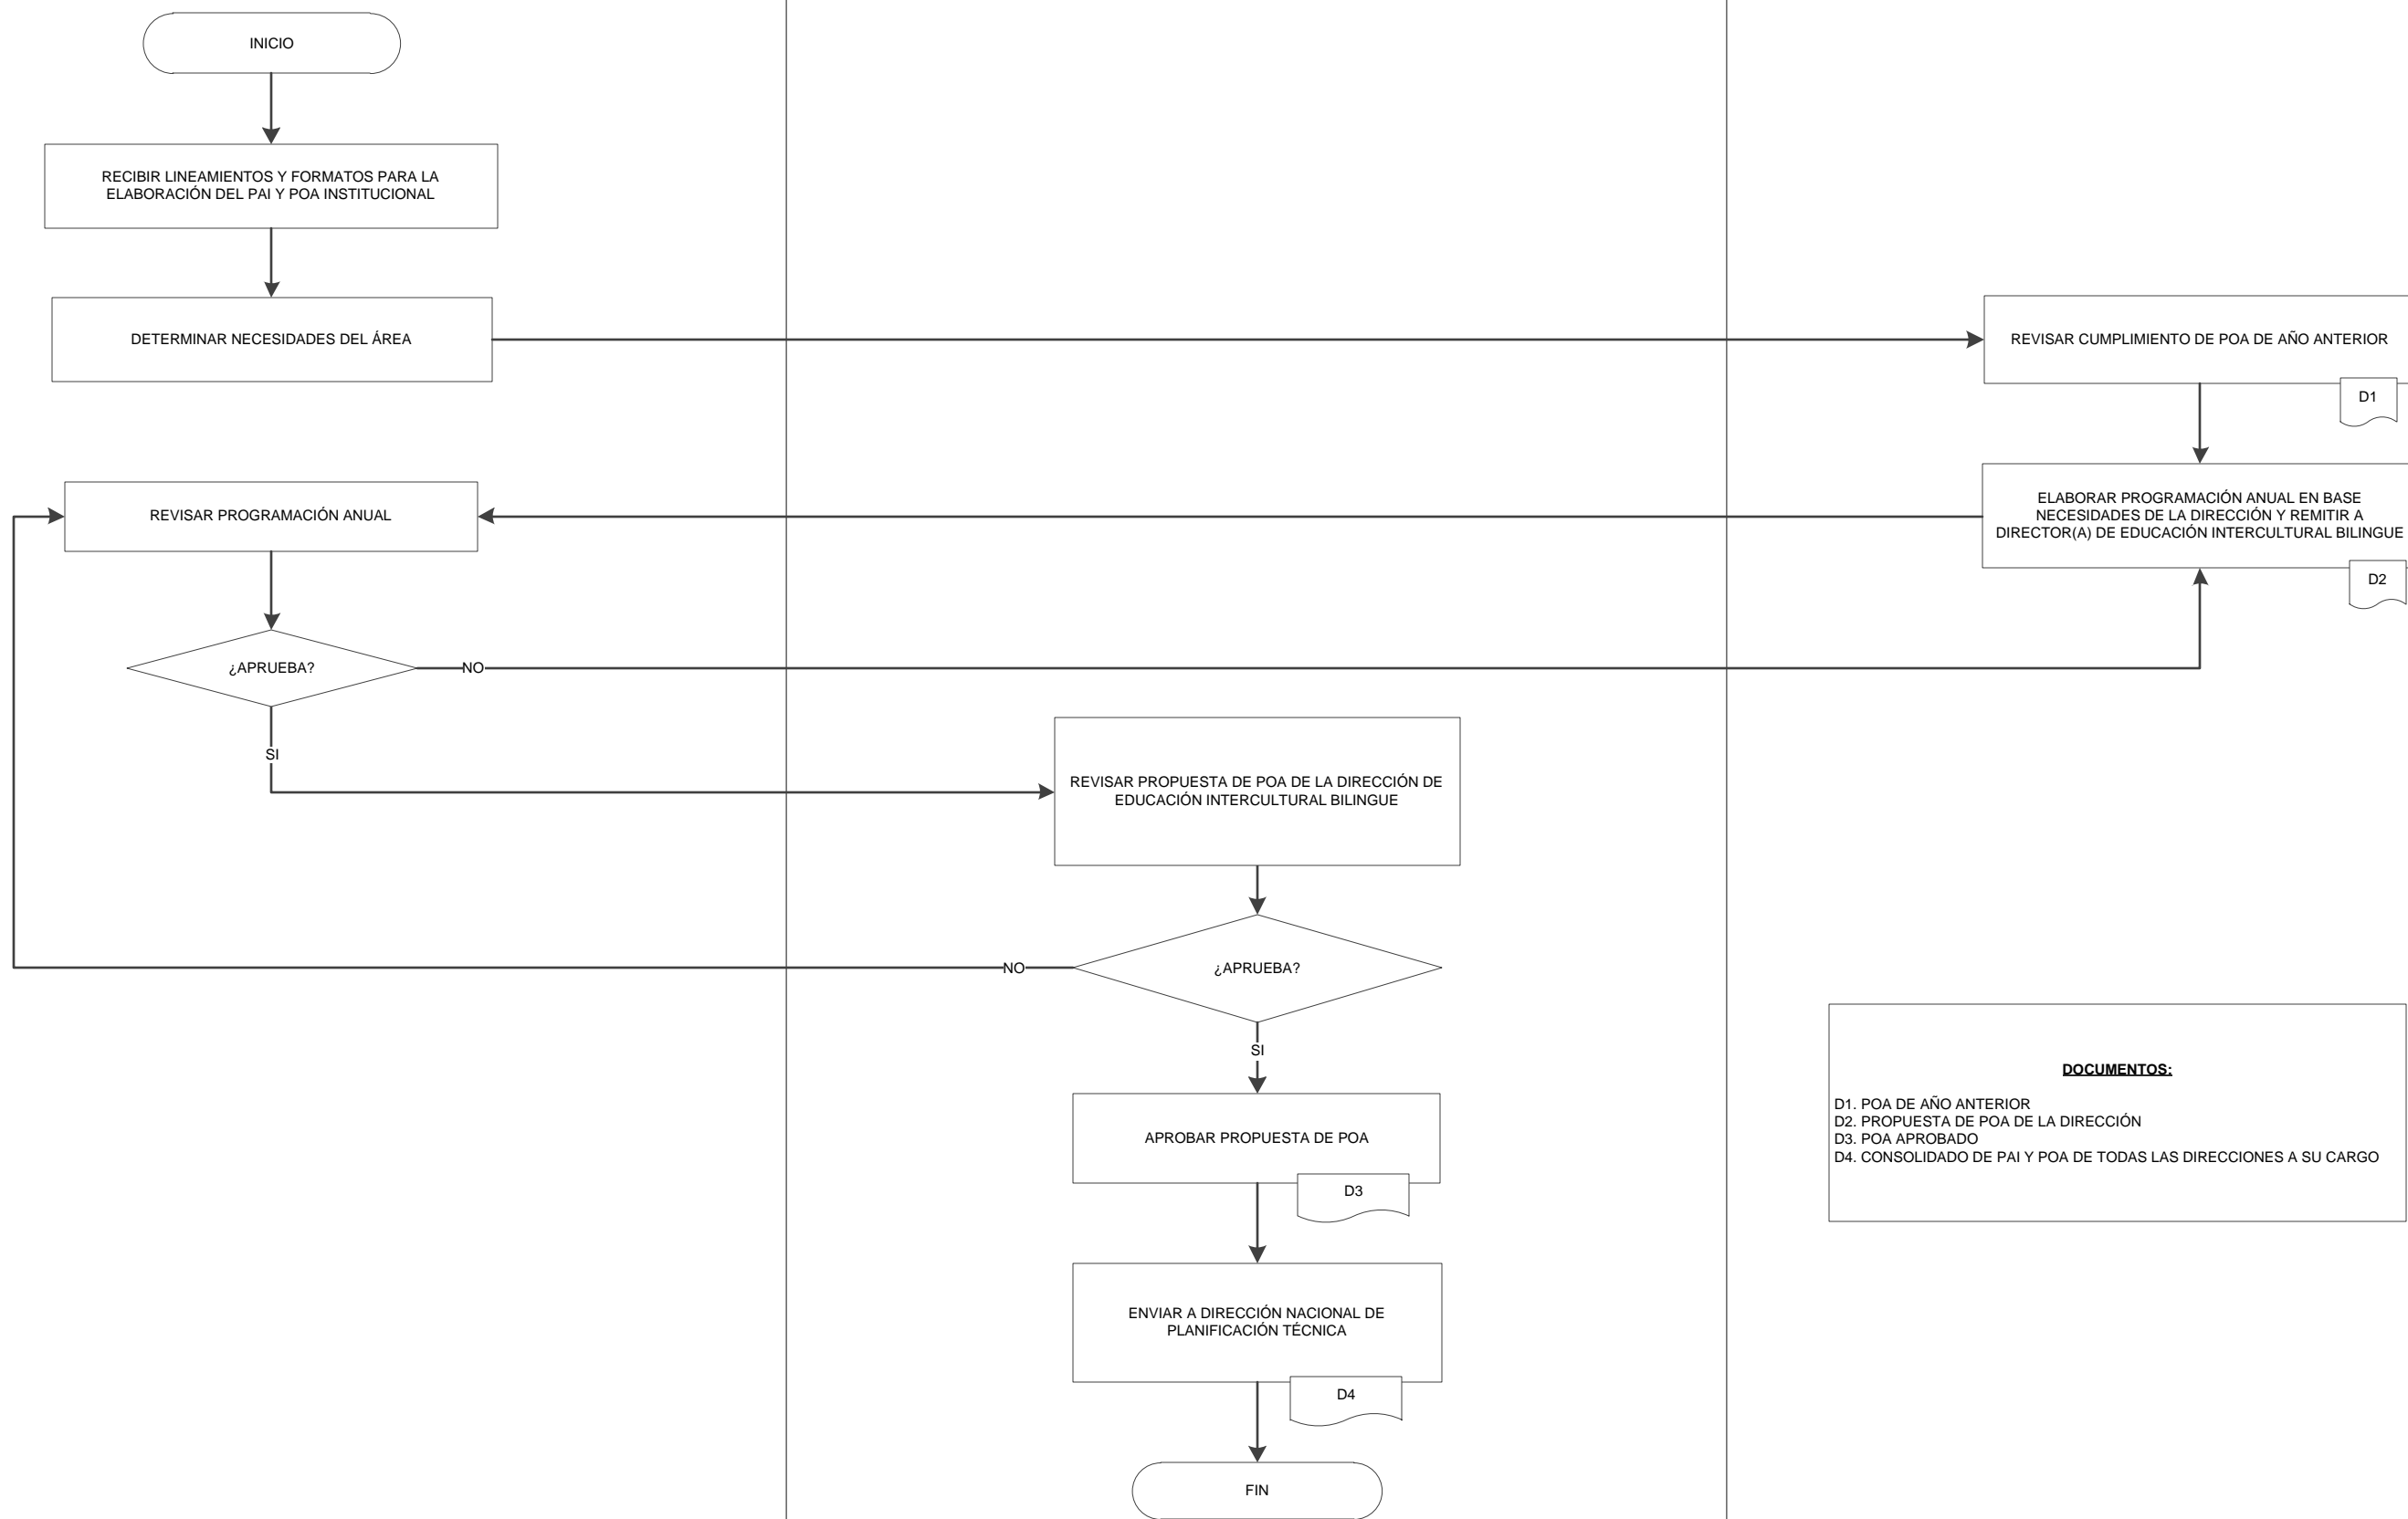 INICIO
RECIBIR LINEAMIENTOS Y FORMATOS PARA LA
ELABORACIÓN DEL PAI Y POA INSTITUCIONAL
DETERMINAR NECESIDADES DEL ÁREA
REVISAR CUMPLIMIENTO DE POA DE AÑO ANTERIOR
D1
ELABORAR PROGRAMACIÓN ANUAL EN BASE
NECESIDADES DE LA DIRECCIÓN Y REMITIR A
DIRECTOR(A) DE EDUCACIÓN INTERCULTURAL BILINGUE
D2
REVISAR PROGRAMACIÓN ANUAL
¿APRUEBA?
NO
SI
REVISAR PROPUESTA DE POA DE LA DIRECCIÓN DE
EDUCACIÓN INTERCULTURAL BILINGUE
¿APRUEBA?
NO
SI
APROBAR PROPUESTA DE POA
D3
ENVIAR A DIRECCIÓN NACIONAL DE
PLANIFICACIÓN TÉCNICA
D4
FIN
DOCUMENTOS:
D1. POA DE AÑO ANTERIOR
D2. PROPUESTA DE POA DE LA DIRECCIÓN
D3. POA APROBADO
D4. CONSOLIDADO DE PAI Y POA DE TODAS LAS DIRECCIONES A SU CARGO